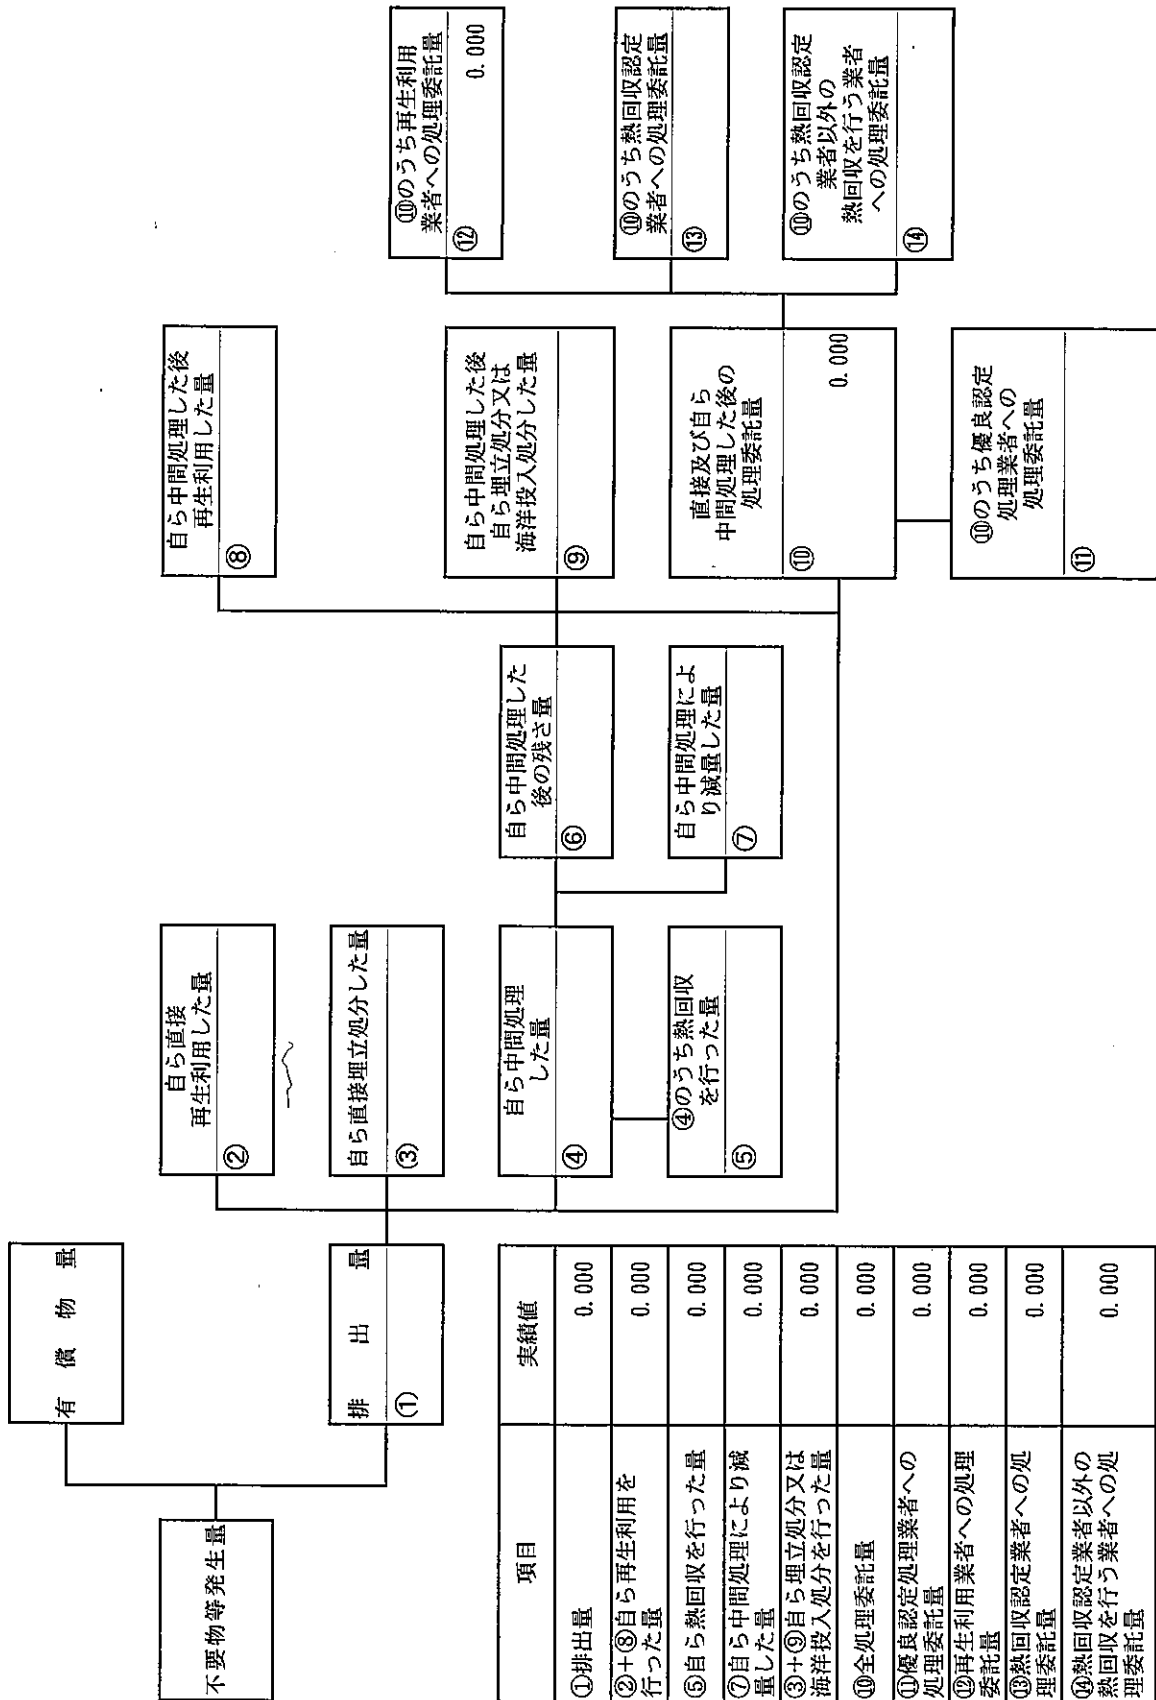 不要物等発生量
有償物量
排出量
①
自ら直接
再生利用した量
②
自ら直接埋立処分した量
③
自ら中間処理
した量
④
④のうち熱回収
を行った量
⑤
自ら中間処理した
後の残さ量
⑥
自ら中間処理によ
り減量した量
⑦
自ら中間処理した後
再生利用した量
⑧
自ら中間処理した後
自ら埋立処分又は
海洋投入処分した量
⑨
直接及び自ら
中間処理した後の
処理委託量
⑩
0.000
⑩のうち優良認定
処理業者への
処理委託量
⑪
⑩のうち再生利用
業者への処理委託量
⑫
0.000
⑩のうち熱回収認定
業者への処理委託量
⑬
⑩のうち熱回収認定
業者以外の
熱回収を行う業者
への処理委託量
⑭
項目 実績値
①排出量 0.000
②+⑧自ら再生利用を
行った量 0.000
⑤自ら熱回収を行った量 0.000
⑦自ら中間処理により減
量した量 0.000
③+⑨自ら埋立処分又は
海洋投入処分を行った量 0.000
⑩全処理委託量 0.000
⑪優良認定処理業者への
処理委託量 0.000
⑫再生利用業者への処理
委託量 0.000
⑬熱回収認定業者への処
理委託量 0.000
⑭熱回収認定業者以外の
熱回収を行う業者への処
理委託量 0.000